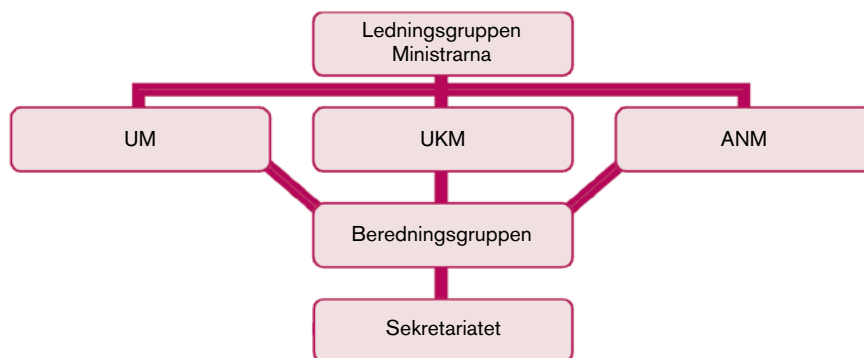 Ledningsgruppen
Ministrarna
UM
UKM
ANM
Beredningsgruppen
Sekretariatet